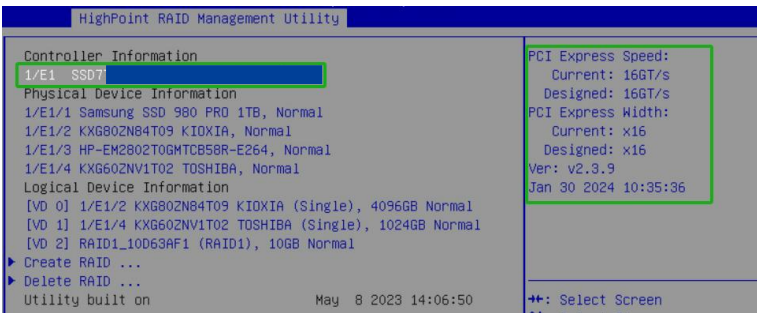 HighPoint RAID Management Utility
Controller Information
1/E1 SSD7
Physical Device Information
1/E1/1 Samsung SSD 980 PRO 1TB, Normal
1/E1/2 KXG80ZN84T09 KIOXIA, Normal
1/E1/3 HP-EM2802T0GMTCB58R-E264, Normal
1/E1/4 KXG60ZNV1T02 TOSHIBA, Normal
Logical Device Information
[VD 0] 1/E1/2 KXG80ZN84T09 KIOXIA (Single), 4096GB Normal
[VD 1] 1/E1/4 KXG60ZNV1T02 TOSHIBA (Single), 1024GB Normal
[VD 2] RAID1_10D63AF1 (RAID1), 10GB Normal
Create RAID ...
Delete RAID ...
Utility built on May 8 2023 14:06:50
PCI Express Speed:
Current: 16GT/s
Designed: 16GT/s
PCI Express Width:
Current: x16
Designed: x16
Ver: v2.3.9
Jan 30 2024 10:35:36
→←: Select Screen